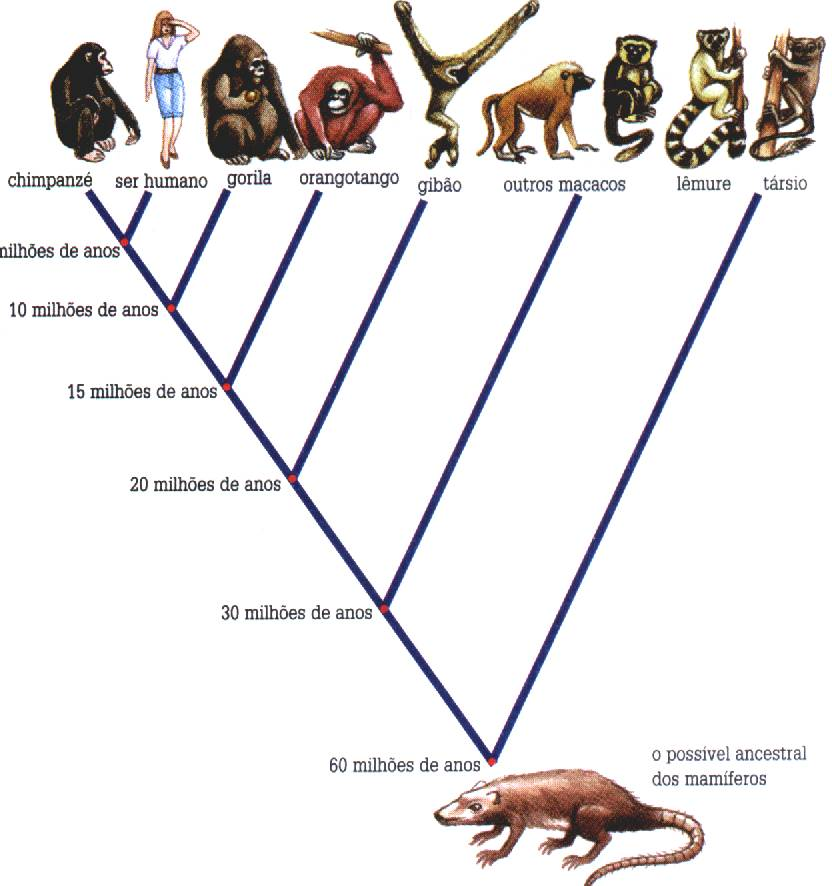 chimpanzé ser humano gorila orangotango gibão outros macacos lêmure társio
milhões de anos
10 milhões de anos
15 milhões de anos
20 milhões de anos
30 milhões de anos
60 milhões de anos
o possível ancestral
dos mamíferos